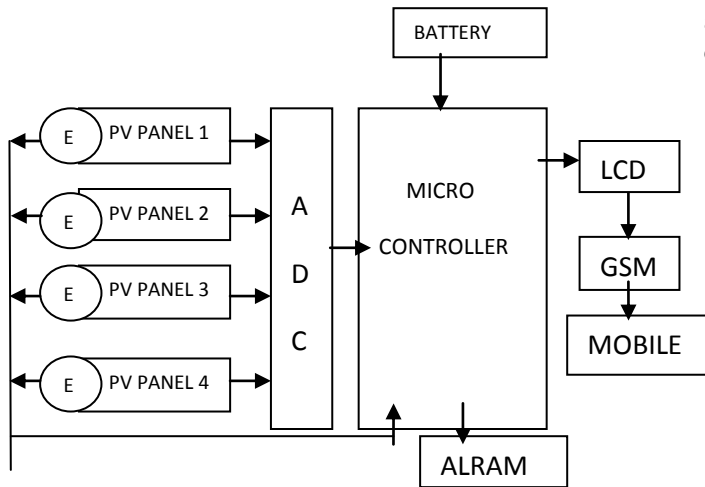 BATTERY
E PV PANEL 1
E PV PANEL 2
E PV PANEL 3
E PV PANEL 4
A
D
C
MICRO
CONTROLLER
LCD
GSM
MOBILE
ALRAM